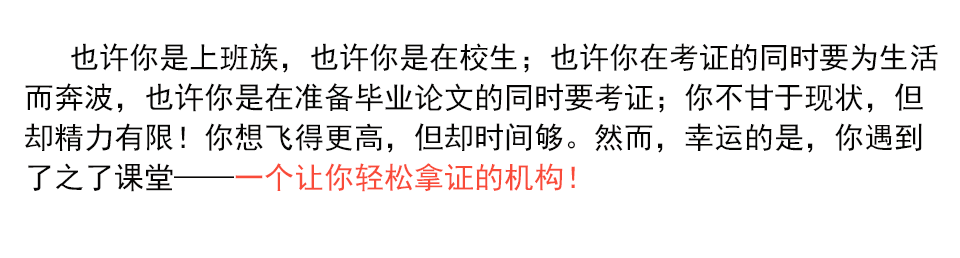 也许你是上班族，也许你是在校生；也许你在考证的同时要为生活
而奔波，也许你是在准备毕业论文的同时要考证；你不甘于现状，但
却精力有限！你想飞得更高，但却时间够。然而，幸运的是，你遇到
了之了课堂——一个让你轻松拿证的机构！